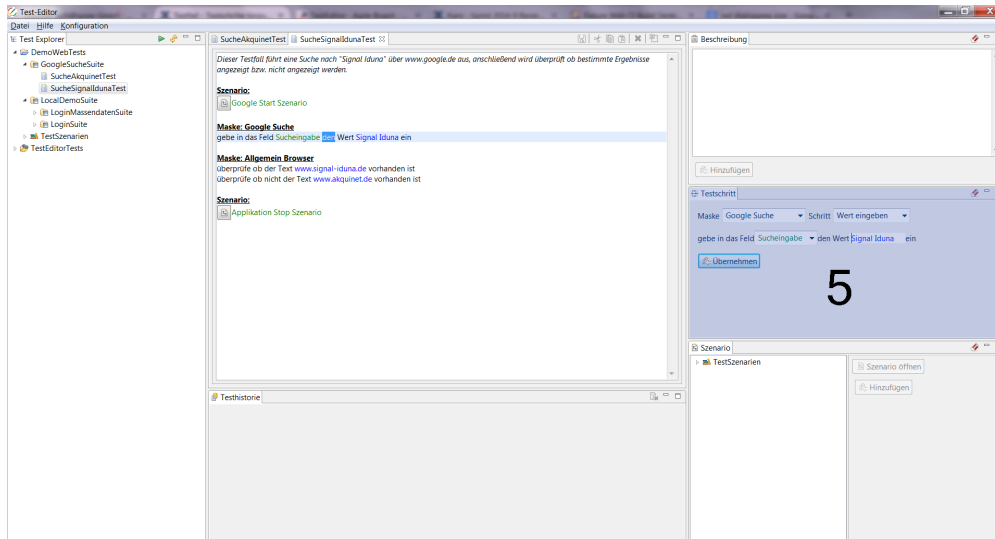 Test-Editor
Datei Hilfe Konfiguration
Test Explorer
DemoWebTests
GoogleSucheSuite
SucheAkquinetTest
SucheSignalIdunaTest
LocalDemoSuite
LoginMassendatenSuite
LoginSuite
TestSzenarien
TestEditorTests
SucheAkquinetTest SucheSignalIdunaTest
Dieser Testfall führt eine Suche nach "Signal Iduna" über www.google.de aus, anschließend wird überprüft ob bestimmte Ergebnisse
angezeigt bzw. nicht angezeigt werden.
Szenario:
Google Start Szenario
Maske: Google Suche
gebe in das Feld Sucheingabe den Wert Signal Iduna ein
Maske: Allgemein Browser
überprüfe ob der Text www.signal-iduna.de vorhanden ist
überprüfe ob nicht der Text www.akquinet.de vorhanden ist
Szenario:
Applikation Stop Szenario
Testhistorie
Beschreibung
Hinzufügen
Testschritt
Maske Google Suche Schritt Wert eingeben
gebe in das Feld Sucheingabe den Wert Signal Iduna ein
Übernehmen
5
Szenario
TestSzenarien
Szenario öffnen
Hinzufügen